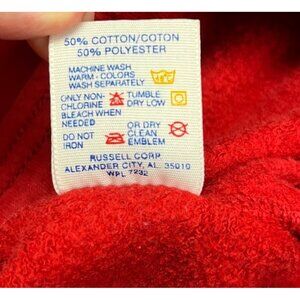 50% COTTON/COTON
50% POLYESTER
MACHINE WASH
WARM - COLORS
WASH SEPARATELY
ONLY NON- TUMBLE
CHLORINE DRY LOW
BLEACH WHEN
NEEDED OR DRY
DO NOT CLEAN
IRON EMBLEM
RUSSELL CORP
ALEXANDER CITY, AL. 35010
WPL 7232